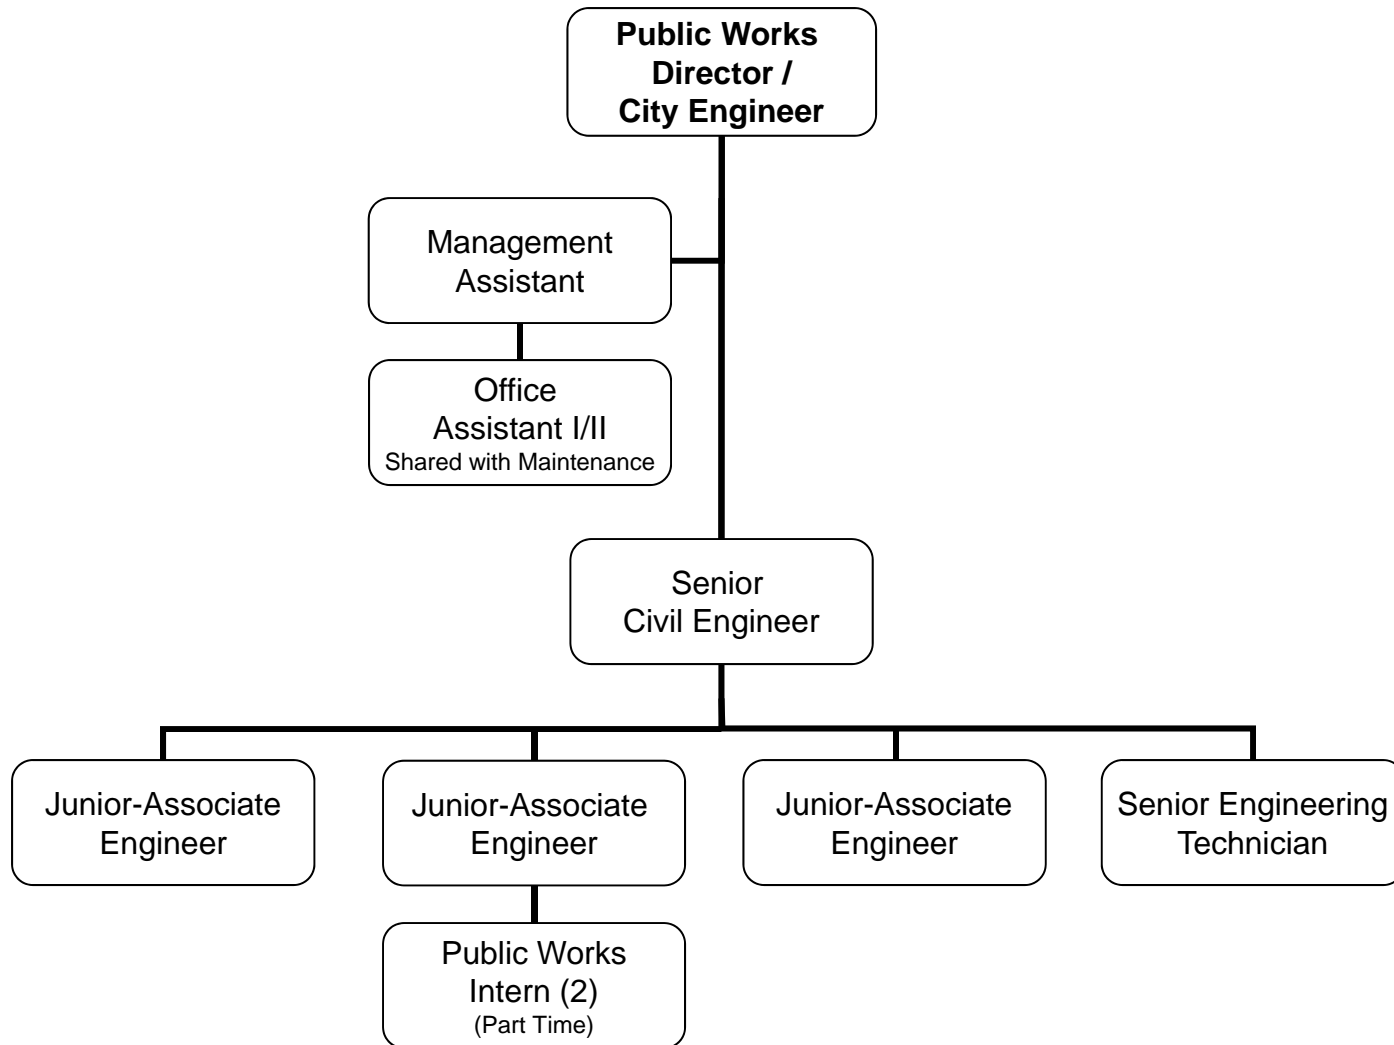 Public Works
Director /
City Engineer
Management
Assistant
Office
Assistant I/II
Shared with Maintenance
Senior
Civil Engineer
Junior-Associate
Engineer
Junior-Associate
Engineer
Junior-Associate
Engineer
Senior Engineering
Technician
Public Works
Intern (2)
(Part Time)